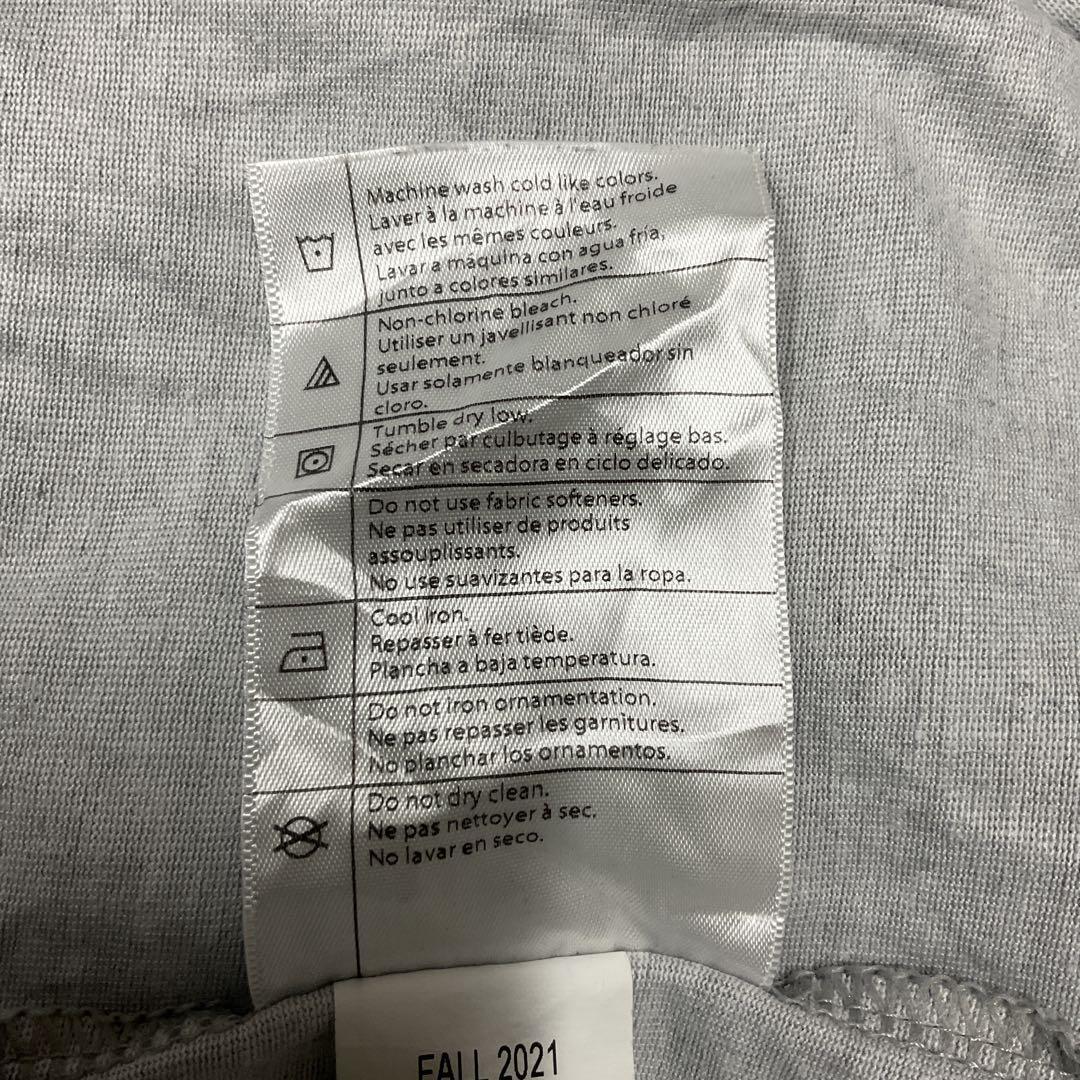 Machine wash cold like colors.
Laver à la machine à l'eau froide
avec les mêmes couleurs.
Lavar a máquina con agua fria,
junto a colores similares.
Non-chlorine bleach.
Utiliser un javellisant non chloré
seulement.
Usar solamente blanqueador sin
cloro.
Tumble dry low.
Sécher par culbutage à réglage bas.
Secar en secadora en ciclo delicado.
Do not use fabric softeners.
Ne pas utiliser de produits
assouplissants.
No use suavizantes para la ropa.
Cool Iron.
Repasser à fer tiède.
Plancha a baja temperatura.
Do not iron ornamentation.
Ne pas repasser les garnitures.
No planchar los ornamentos.
Do not dry clean.
Ne pas nettoyer à sec.
No lavar en seco.
FALL 2021